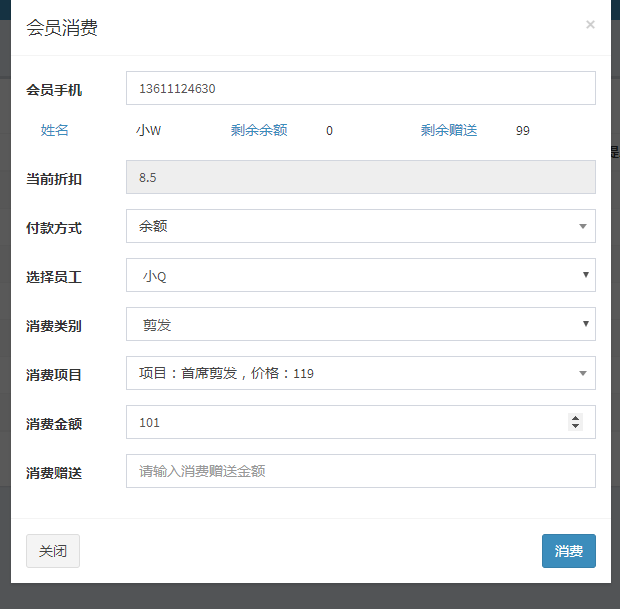 会员消费
×
会员手机 13611124630
姓名 小W 剩余余额 0 剩余赠送 99
是
当前折扣 8.5
付款方式 余额
选择员工 小Q
消费类别 剪发
消费项目 项目：首席剪发，价格：119
消费金额 101
消费赠送 请输入消费赠送金额
关闭 消费